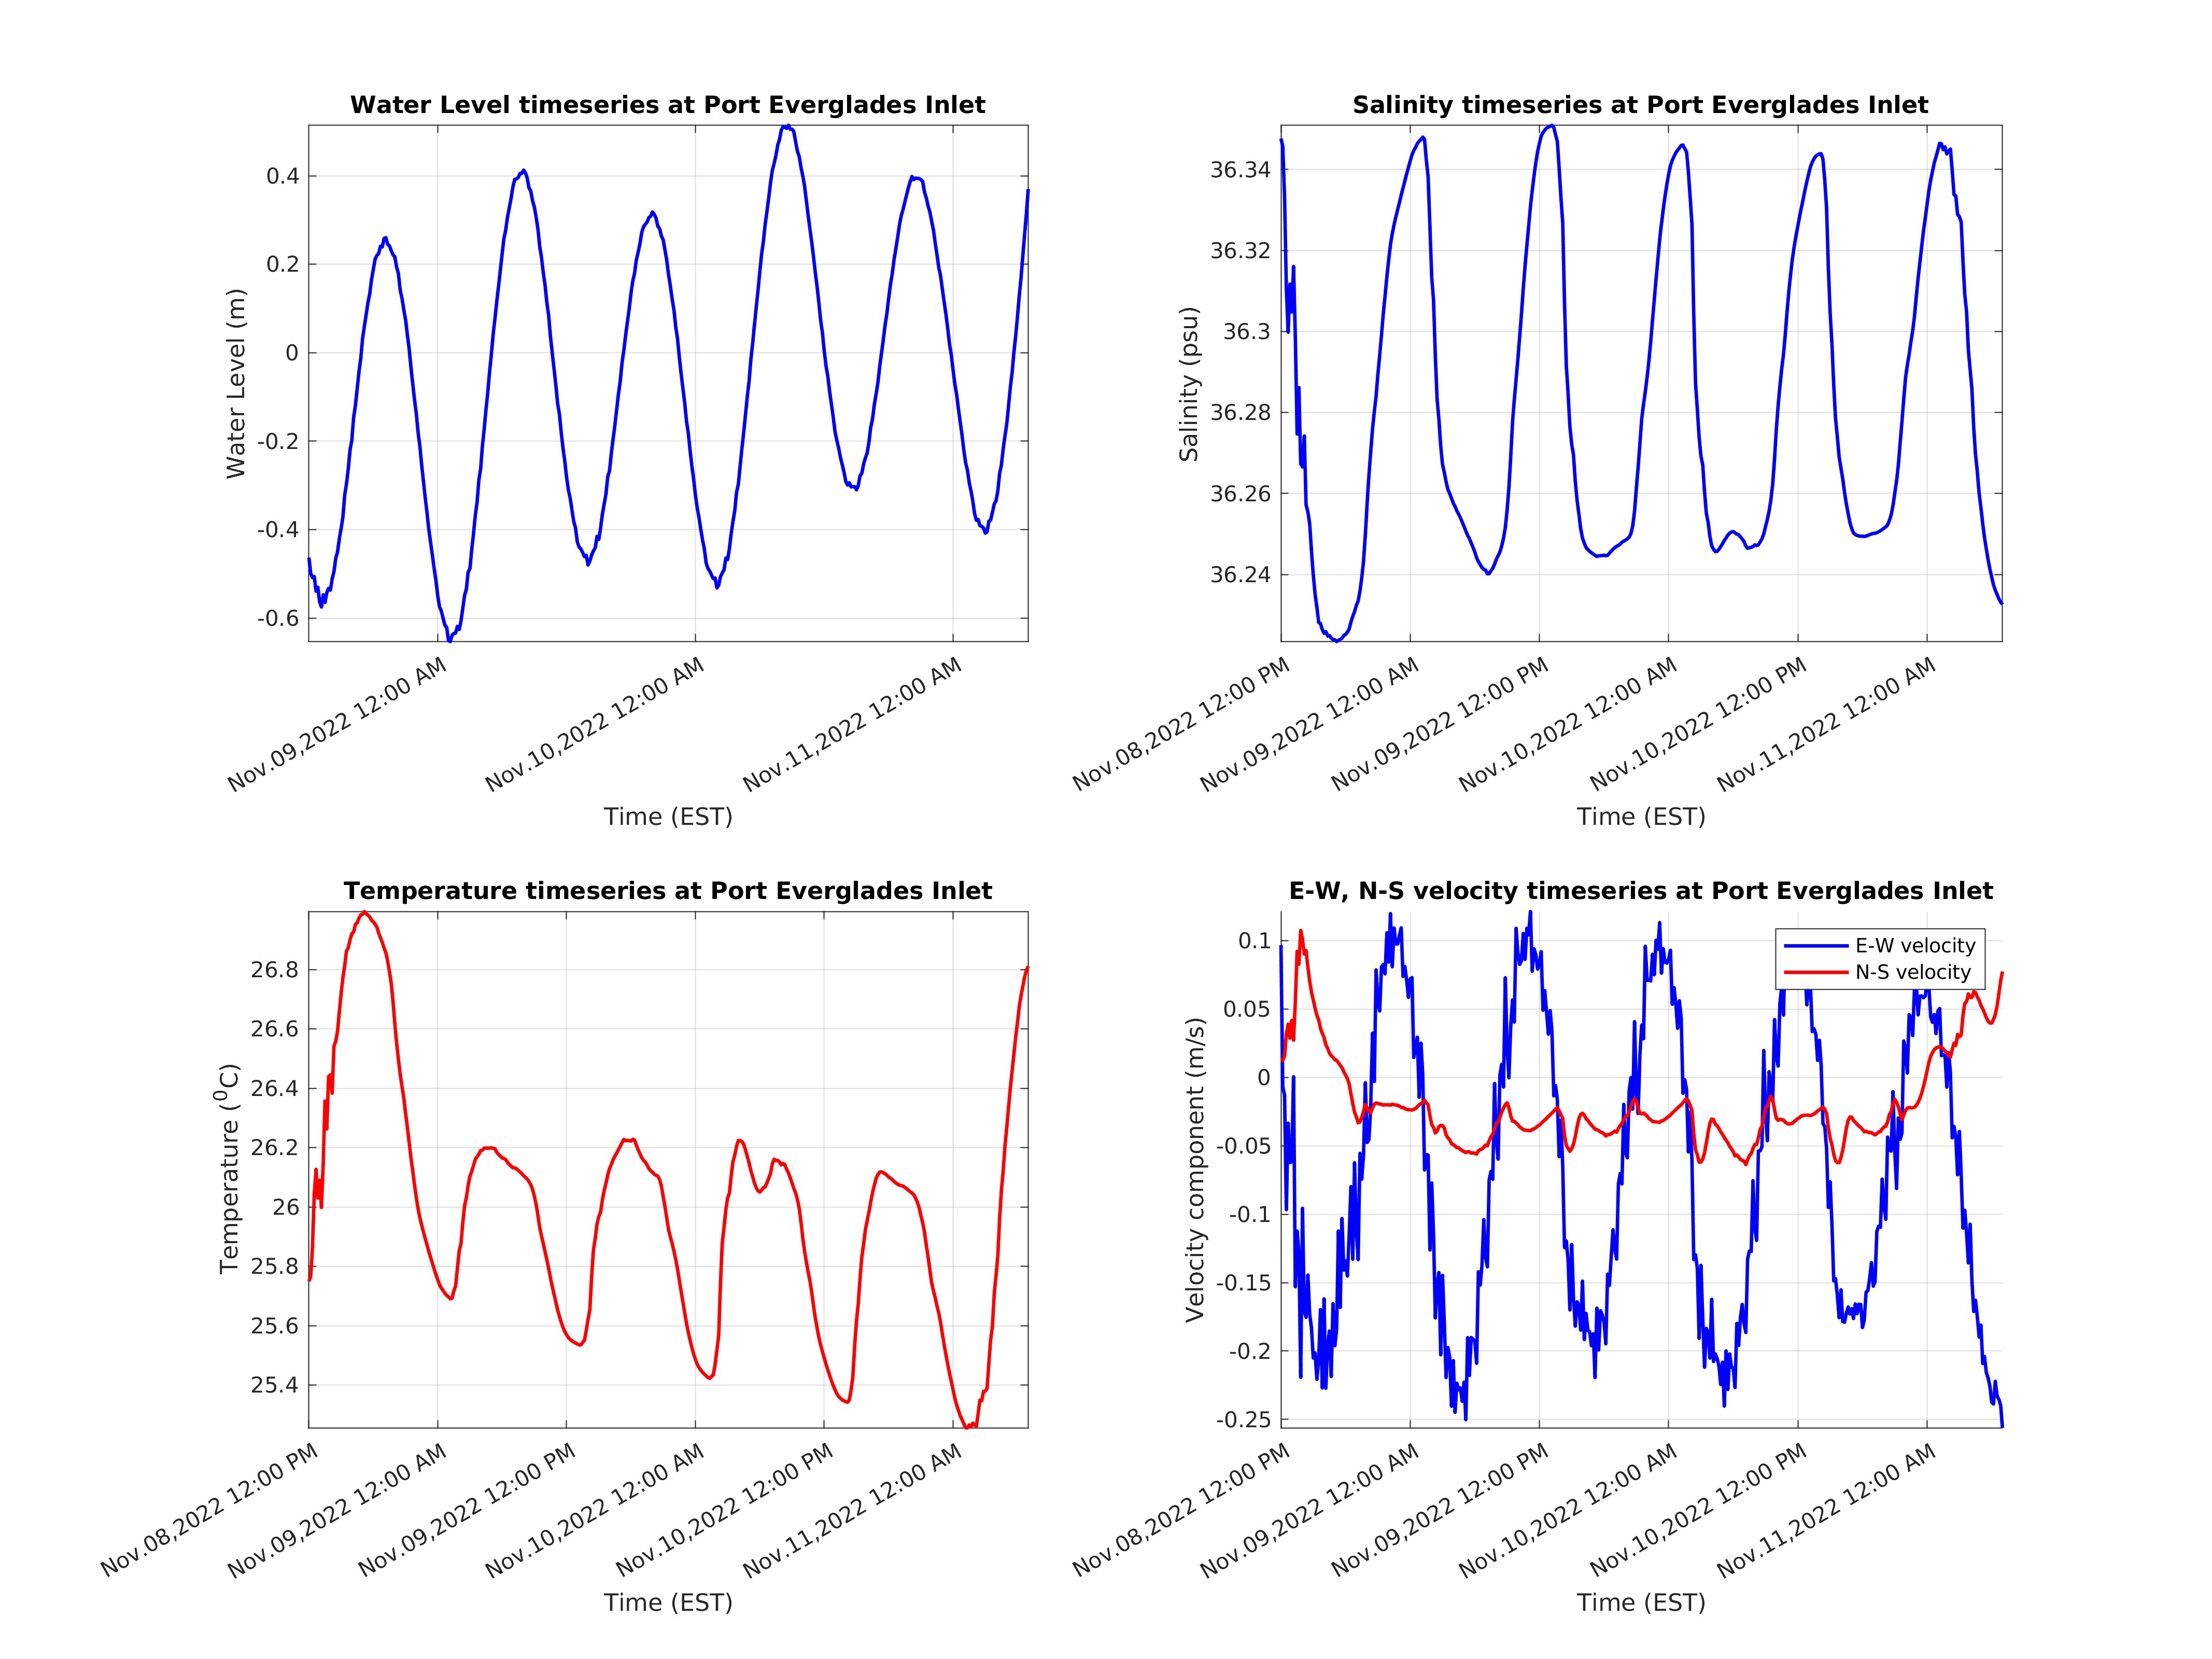 Water Level timeseries at Port Everglades Inlet
Water Level (m)
0.4
0.2
0
-0.2
-0.4
-0.6
Nov.09,2022 12:00 AM
Nov.10,2022 12:00 AM
Nov.11,2022 12:00 AM
Time (EST)
Salinity timeseries at Port Everglades Inlet
Salinity (psu)
36.34
36.32
36.3
36.28
36.26
36.24
Nov.08,2022 12:00 PM
Nov.09,2022 12:00 AM
Nov.09,2022 12:00 PM
Nov.10,2022 12:00 AM
Nov.10,2022 12:00 PM
Nov.11,2022 12:00 AM
Time (EST)
Temperature timeseries at Port Everglades Inlet
Temperature (⁰C)
26.8
26.6
26.4
26.2
26
25.8
25.6
25.4
Nov.08,2022 12:00 PM
Nov.09,2022 12:00 AM
Nov.09,2022 12:00 PM
Nov.10,2022 12:00 AM
Nov.10,2022 12:00 PM
Nov.11,2022 12:00 AM
Time (EST)
E-W, N-S velocity timeseries at Port Everglades Inlet
E-W velocity
N-S velocity
Velocity component (m/s)
0.1
0.05
0
-0.05
-0.1
-0.15
-0.2
-0.25
Nov.08,2022 12:00 PM
Nov.09,2022 12:00 AM
Nov.09,2022 12:00 PM
Nov.10,2022 12:00 AM
Nov.10,2022 12:00 PM
Nov.11,2022 12:00 AM
Time (EST)